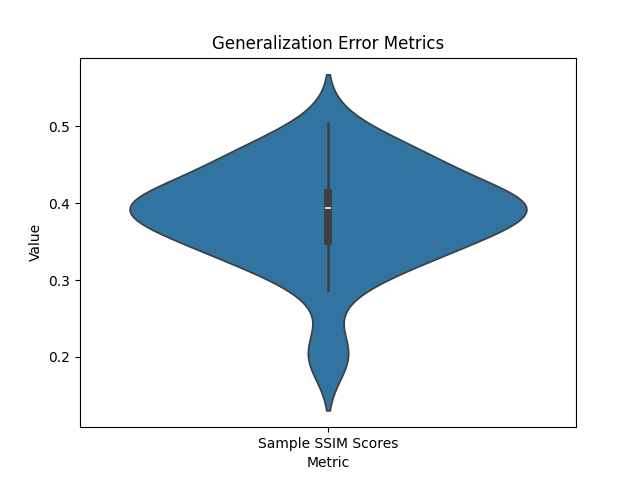 Generalization Error Metrics
Value
0.5
0.4
0.3
0.2
Sample SSIM Scores
Metric